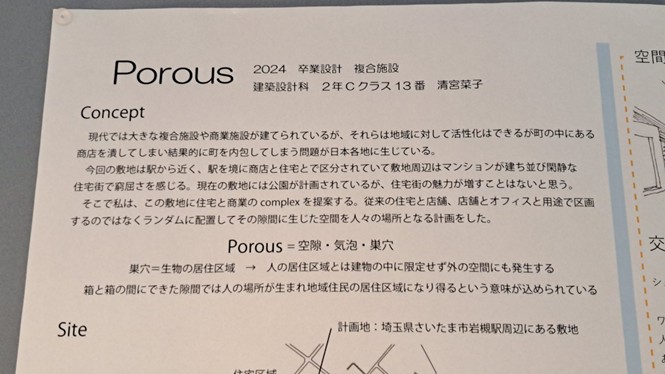 Porous 2024 卒業設計 複合施設
建築設計科 2年Cクラス13番 清宮菜子
Concept
現代では大きな複合施設や商業施設が建てられているが、それらは地域に対して活性化はできるが町の中にある
商店を潰してしまい結果的に町を内包してしまう問題が日本各地に生じている。
今回の敷地は駅から近く、駅を境に商店と住宅とで区分されていて敷地周辺はマンションが建ち並び閑静な
住宅街で窮屈さを感じる。現在の敷地には公園が計画されているが、住宅街の魅力が増すことはないと思う。
そこで私は、この敷地に住宅と商業のcomplexを提案する。従来の住宅と店舗、店舗とオフィスと用途で区画
するのではなくランダムに配置してその隙間に生じた空間を人々の場所となる計画をした。
Porous=空隙・気泡・巣穴
巣穴=生物の居住区域 → 人の居住区域とは建物の中に限定せず外の空間にも発生する
箱と箱の間にできた隙間では人の場所が生まれ地域住民の居住区域になり得るという意味が込められている
Site
計画地：埼玉県さいたま市岩槻駅周辺にある敷地
住宅区域
空間
交